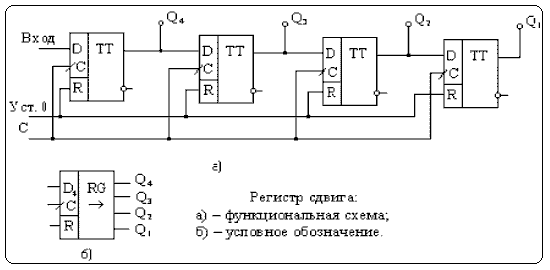 Q4 Q3 Q2 Q1
Вход D TT D TT D TT D TT
C C C C
R R R R
Уст. 0
C
а)
D4 RG Q4
C → Q3
R Q2
Q1
б)
Регистр сдвига:
а) – функциональная схема;
б) – условное обозначение.